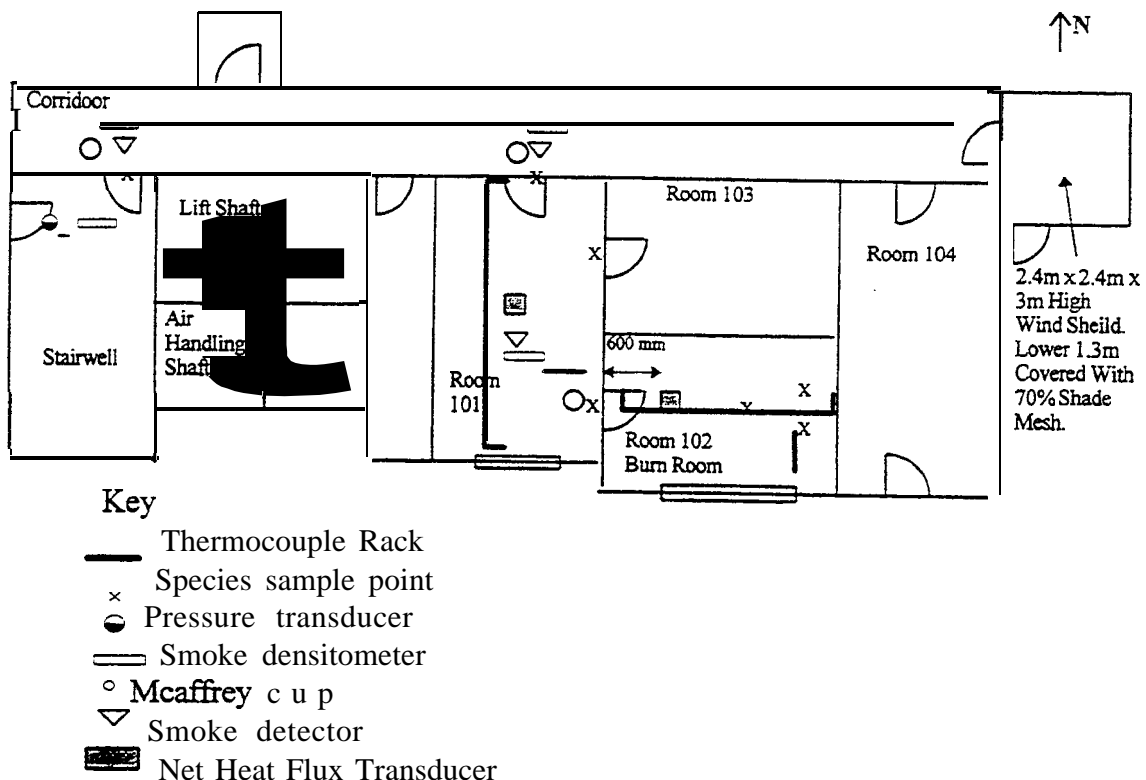 N
Corridoor
Lift Shaft
Room 103
Room 104
Air
Handling
Shaft
Stairwell
600 mm
Room
101
Room 102
Burn Room
2.4m x 2.4m x
3m High
Wind Sheild.
Lower 1.3m
Covered With
70% Shade
Mesh.
Key
Thermocouple Rack
x Species sample point
Pressure transducer
Smoke densitometer
Mcaffrey c u p
Smoke detector
Net Heat Flux Transducer